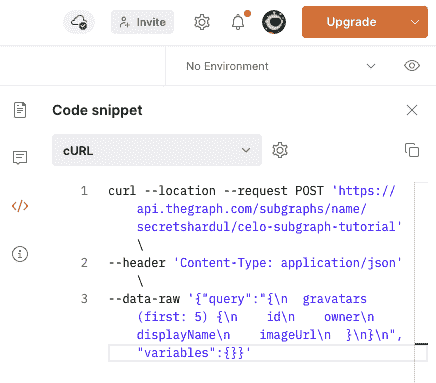 Invite Upgrade
No Environment
Code snippet
cURL
1 curl --location --request POST 'https://
api.thegraph.com/subgraphs/name/
secretshardul/celo-subgraph-tutorial'
\
2 --header 'Content-Type: application/json'
\
3 --data-raw '{"query":"{\n  gravatars
(first: 5) {\n    id\n    owner\n
displayName\n    imageUrl\n  }\n}\n",
"variables":{}}'